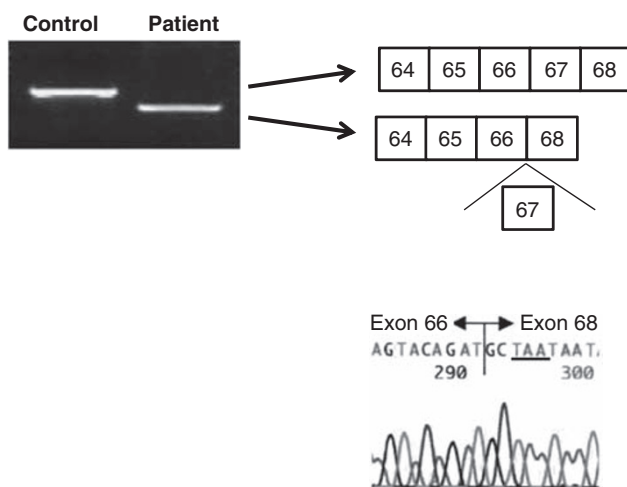 Control Patient
64 65 66 67 68
64 65 66 68
67
Exon 66 Exon 68
AGTACAGATGCTAATAAT
290 300